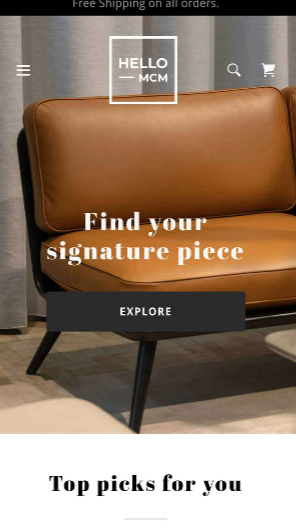 Free Shipping on all orders.
HELLO
— MCM
Find your
signature piece
EXPLORE
Top picks for you